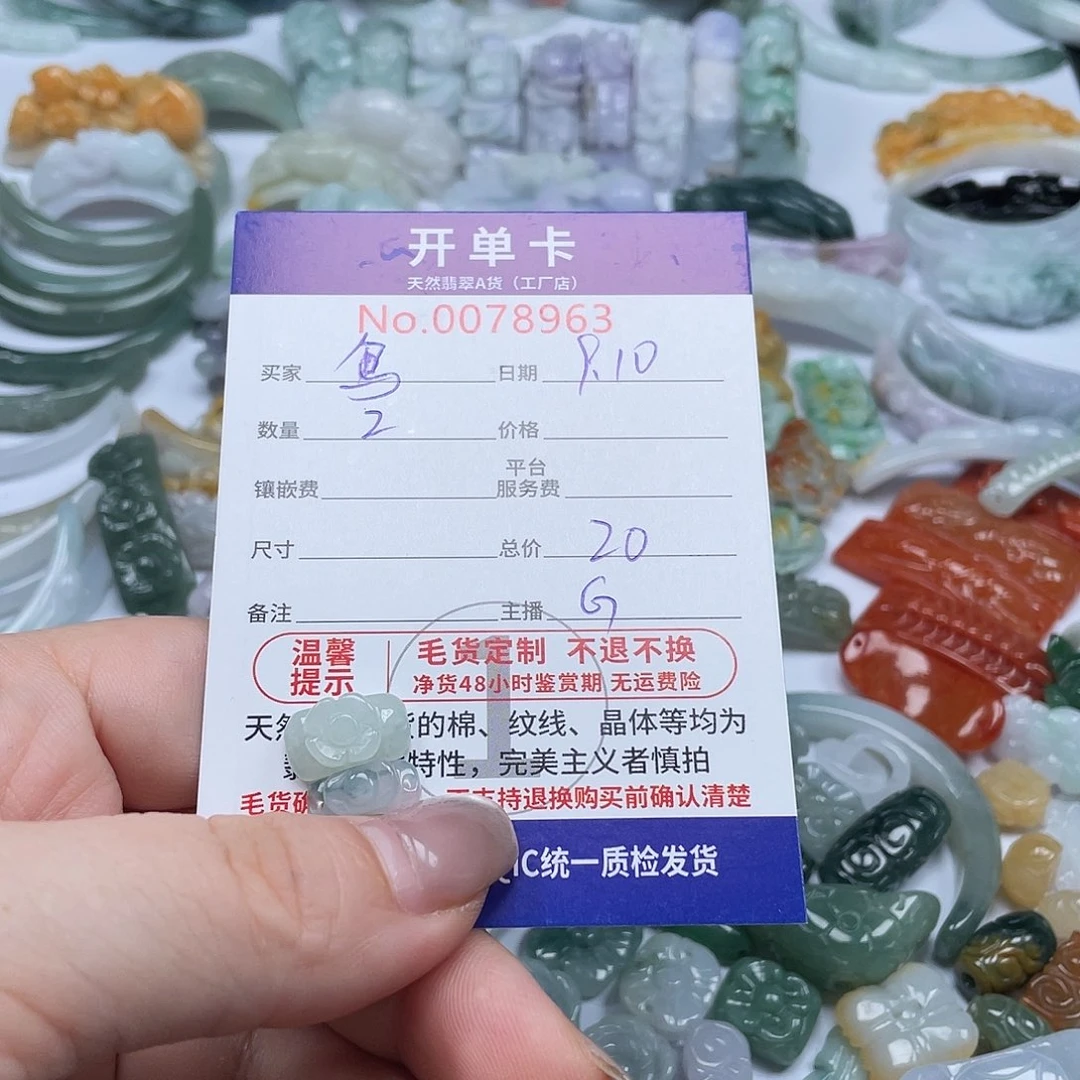 开单卡
天然翡翠A货（工厂店）
No.0078963
买家 日期
数量 2 价格
镶嵌费 平台服务费
尺寸 总价 20
备注 主播 G
温馨提示 毛货定制 不退不换
净货48小时鉴赏期 无运费险
天 货的棉、纹线、晶体等均为
特性，完美主义者慎拍
毛货 支持退换购买前确认清楚
IC统一质检发货